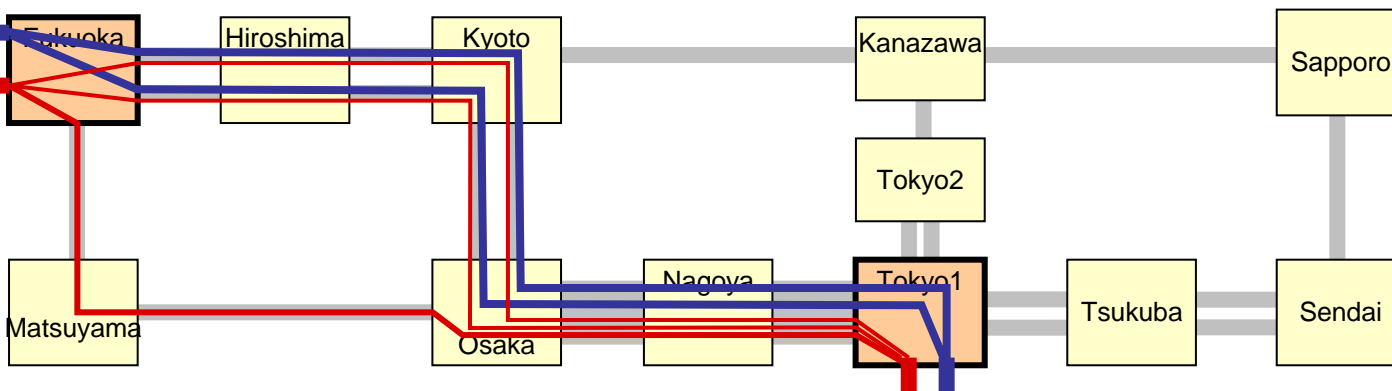 Fukuoka
Hiroshima
Kyoto
Kanazawa
Sapporo
Tokyo2
Matsuyama
Osaka
Nagoya
Tokyo1
Tsukuba
Sendai